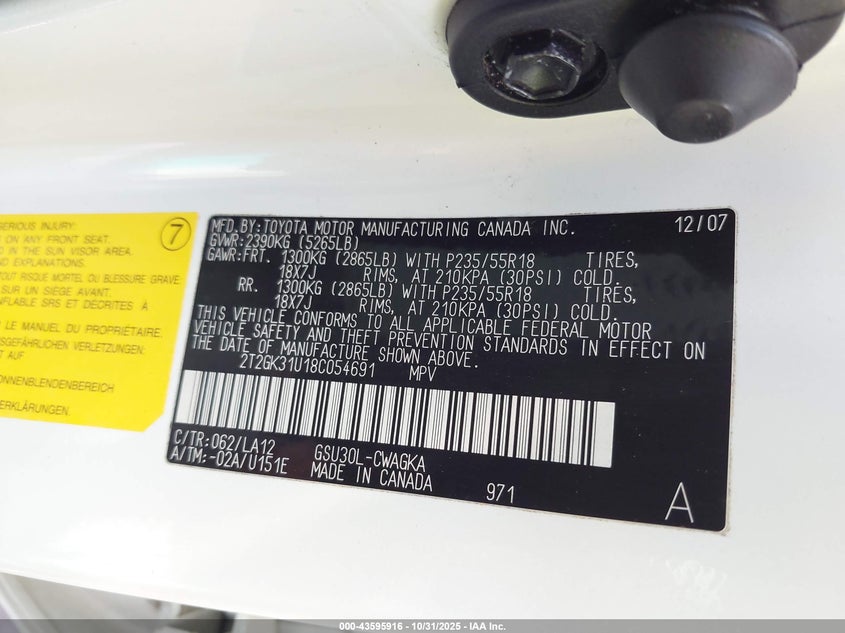 SERIOUS INJURY:
ON ANY FRONT SEAT.
IN THE SUN VISOR AREA.
EXPLANATIONS.
TOUT RISQUE MORTEL OU BLESSURE GRAVE
SUR UN SIÈGE AVANT.
NFLABLE SRS ET DÉCRITES À
LE MANUEL DU PROPRIÉTAIRE.
NSGEFÄHRLICHEN VERLETZUNGEN:
T AUF
ONNENBLENDENBEREICH
ERKLÄRUNGEN.
7
MFD.BY:TOYOTA MOTOR MANUFACTURING CANADA INC. 12/07
GVWR:2390KG (5265LB)
GAWR:FRT. 1300KG (2865LB) WITH P235/55R18 TIRES,
18X7J RIMS, AT 210KPA (30PSI) COLD.
RR. 1300KG (2865LB) WITH P235/55R18 TIRES,
18X7J RIMS, AT 210KPA (30PSI) COLD.
THIS VEHICLE CONFORMS TO ALL APPLICABLE FEDERAL MOTOR
VEHICLE SAFETY AND THEFT PREVENTION STANDARDS IN EFFECT ON
THE DATE OF MANUFACTURE SHOWN ABOVE.
2T2GK31U18C054691 MPV
C/TR:062/LA12 GSU30L-CWAGKA
A/TM:-02A/U151E MADE IN CANADA
971
A
000-43595916 - 10/31/2025 - IAA Inc.